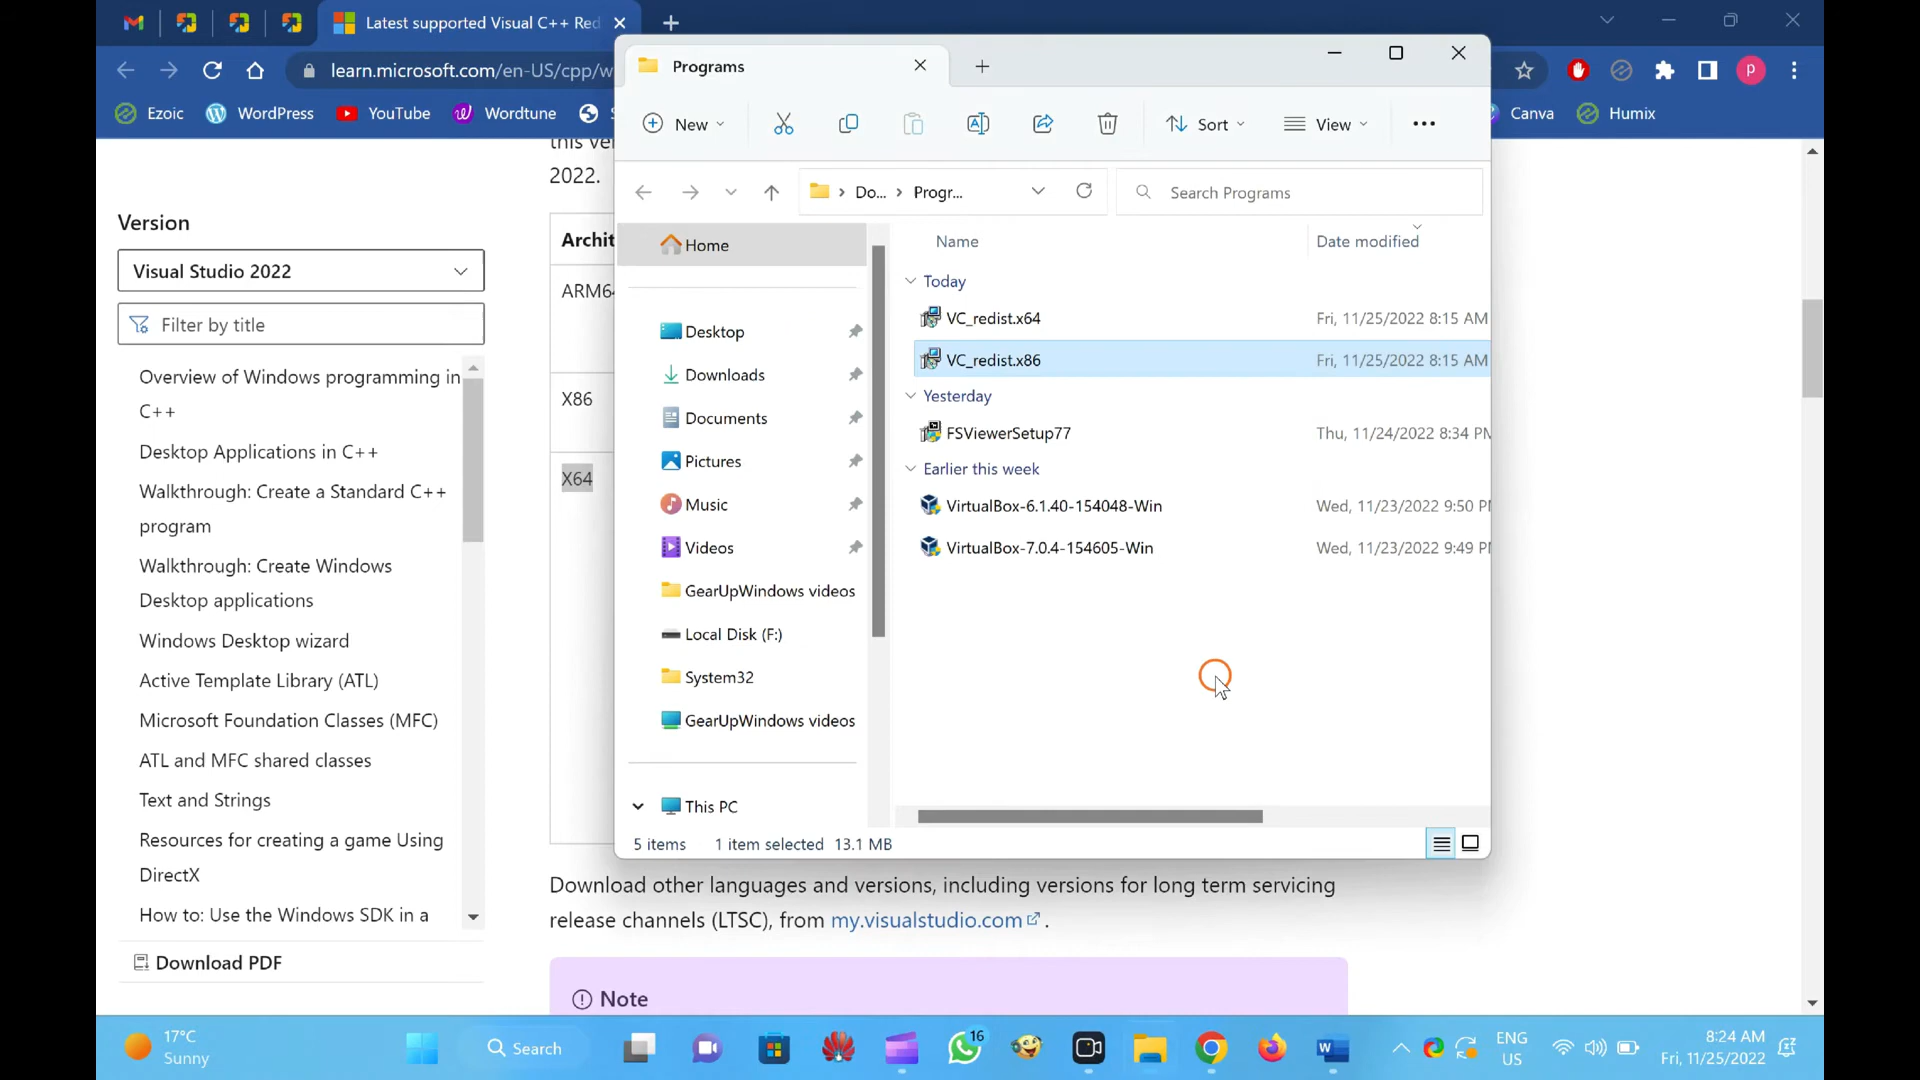 Latest supported Visual C++ Red
learn.microsoft.com/en-US/cpp/w
P
Ezoic
WordPress
YouTube
Wordtune
Canva
Humix
2022.
Version
Visual Studio 2022
Filter by title
Overview of Windows programming in
C++
Desktop Applications in C++
Walkthrough: Create a Standard C++
program
Walkthrough: Create Windows
Desktop applications
Windows Desktop wizard
Active Template Library (ATL)
Microsoft Foundation Classes (MFC)
ATL and MFC shared classes
Text and Strings
Resources for creating a game Using
DirectX
How to: Use the Windows SDK in a
Download PDF
Archit
ARM64
X86
X64
Programs
New
Sort
View
Do...
Progr...
Search Programs
Home
Desktop
Downloads
Documents
Pictures
Music
Videos
GearUpWindows videos
Local Disk (F:)
System32
GearUpWindows videos
This PC
Name
Date modified
Today
VC_redist.x64
Fri, 11/25/2022 8:15 AM
VC_redist.x86
Fri, 11/25/2022 8:15 AM
Yesterday
FSViewerSetup77
Thu, 11/24/2022 8:34 PM
Earlier this week
VirtualBox-6.1.40-154048-Win
Wed, 11/23/2022 9:50
VirtualBox-7.0.4-154605-Win
Wed, 11/23/2022 9:49
5 items
1 item selected 13.1 MB
Download other languages and versions, including versions for long term servicing
release channels (LTSC), from my.visualstudio.com .
Note
17°C
Sunny
Search
16
ENG
US
8:24 AM
Fri, 11/25/2022